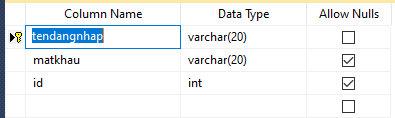 Column Name Data Type Allow Nulls
tendangnhap varchar(20)
matkhau varchar(20)
id int